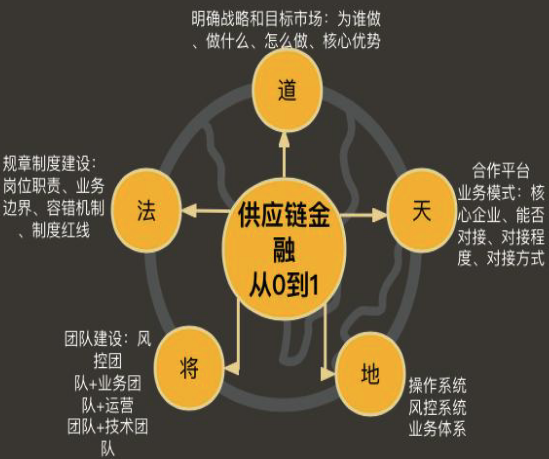 明确战略和目标市场：为谁做
、做什么、怎么做、核心优势
道
规章制度建设：
岗位职责、业务
边界、容错机制
、制度红线
法
供应链金
融
从0到1
天
合作平台
业务模式：核
心企业、能否
对接、对接程
度、对接方式
团队建设：风
控团
队+业务团
队+运营
团队+技术团
队
将
地
操作系统
风控系统
业务体系